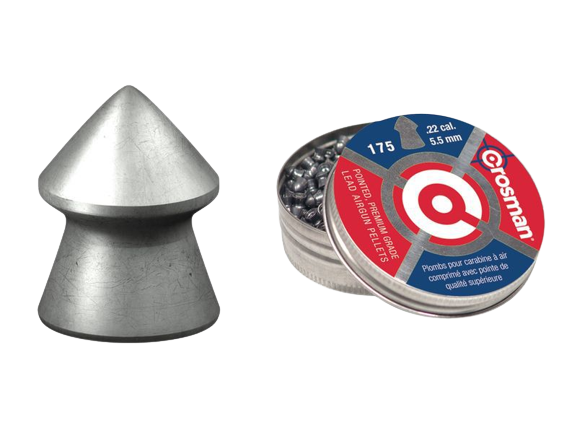 175
.22 cal.
5.5 mm
Crosman®
POINTED, PREMIUM GRADE
LEAD AIRGUN PELLETS
Plombs pour carabine à air
comprimé avec pointe de
qualité supérieure